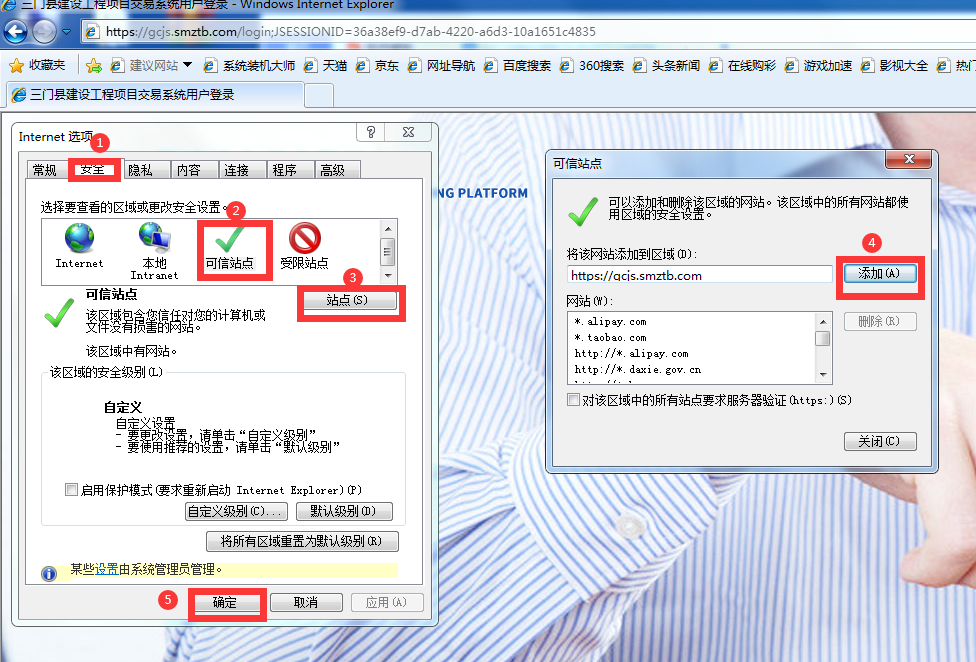 三门县建设工程项目交易系统用户登录 - Windows Internet Explorer
https://gcjs.smztb.com/login;JSESSIONID=36a38ef9-d7ab-4220-a6d3-10a1651c4835
收藏夹 建议网站 系统装机大师 天猫 京东 网址导航 百度搜索 360搜索 头条新闻 在线购彩 游戏加速 影视大全 热门
三门县建设工程项目交易系统用户登录
NG PLATFORM
Internet 选项
1
常规 安全 隐私 内容 连接 程序 高级
选择要查看的区域或更改安全设置。
2
Internet 本地 Intranet 可信站点 受限站点
3
可信站点
站点(S)
该区域包含您信任对您的计算机或
文件没有损害的网站。
该区域中有网站。
该区域的安全级别(L)
自定义
自定义设置
- 要更改设置，请单击“自定义级别”
- 要使用推荐的设置，请单击“默认级别”
启用保护模式(要求重新启动 Internet Explorer)(P)
自定义级别(C)... 默认级别(D)
将所有区域重置为默认级别(R)
某些设置由系统管理员管理。
5
确定 取消 应用(A)
可信站点
可以添加和删除该区域的网站。该区域中的所有网站都使
用区域的安全设置。
4
将该网站添加到区域(D):
https://gcjs.smztb.com 添加(A)
网站(W):
*.alipay.com
*.taobao.com
http://*.alipay.com
http://*.daxie.gov.cn
删除(R)
对该区域中的所有站点要求服务器验证(https:)(S)
关闭(C)